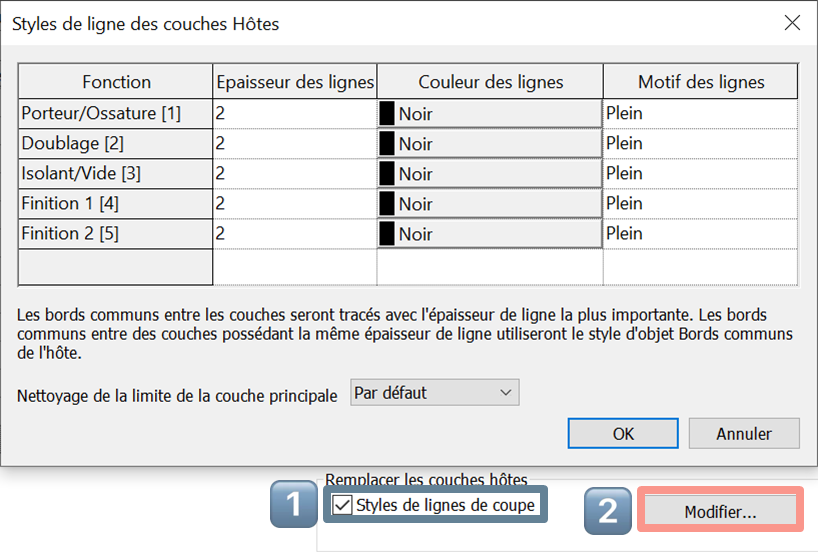 Styles de ligne des couches Hôtes
Fonction Epaisseur des lignes Couleur des lignes Motif des lignes
Porteur/Ossature [1] 2 Noir Plein
Doublage [2] 2 Noir Plein
Isolant/Vide [3] 2 Noir Plein
Finition 1 [4] 2 Noir Plein
Finition 2 [5] 2 Noir Plein
Les bords communs entre les couches seront tracés avec l'épaisseur de ligne la plus importante. Les bords
communs entre des couches possédant la même épaisseur de ligne utiliseront le style d'objet Bords communs
de l'hôte.
Nettoyage de la limite de la couche principale Par défaut
OK Annuler
Remplacer les couches hôtes
1 Styles de lignes de coupe 2 Modifier...